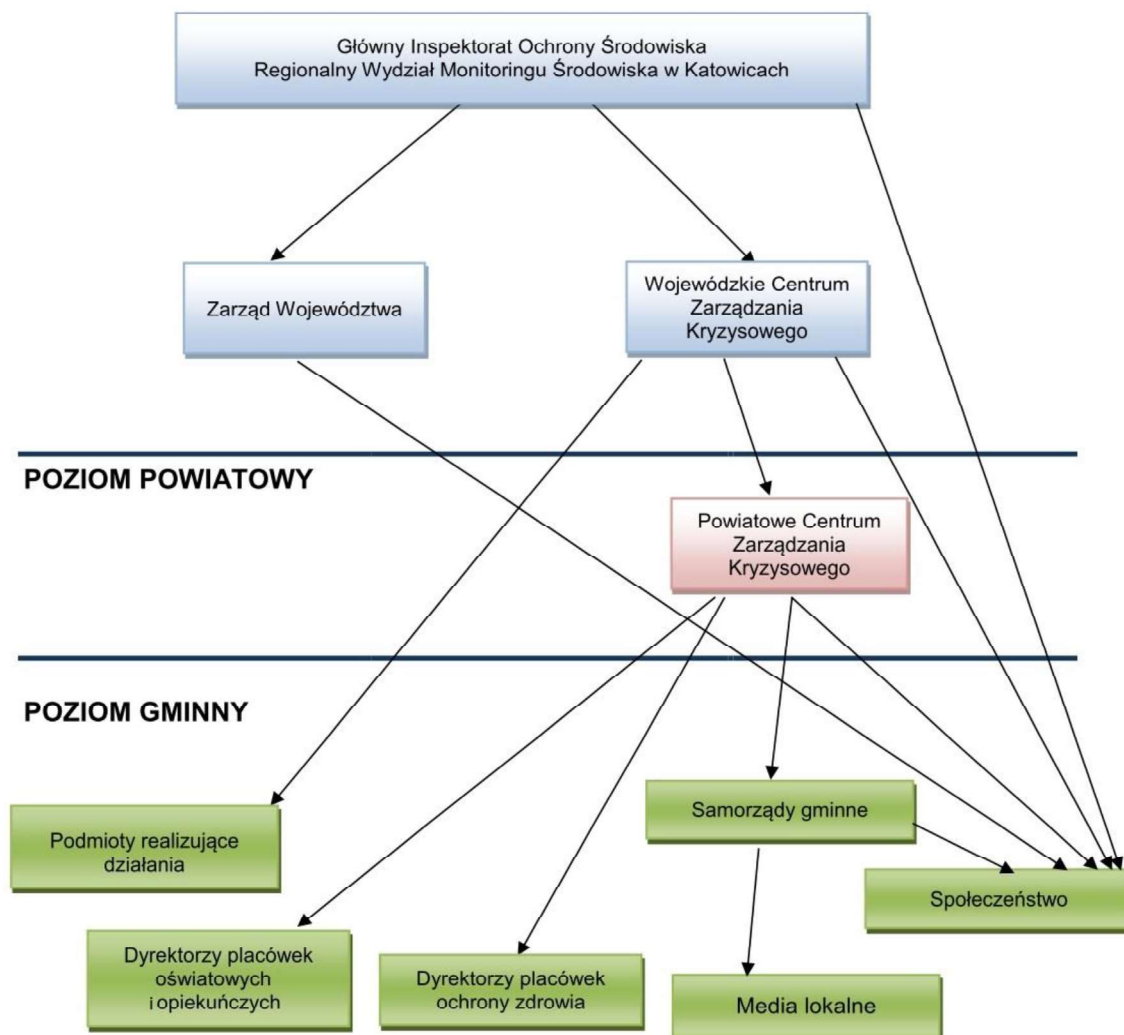 Główny Inspektorat Ochrony Środowiska
Regionalny Wydział Monitoringu Środowiska w Katowicach
Zarząd Województwa
Wojewódzkie Centrum
Zarządzania
Kryzysowego
POZIOM POWIATOWY
Powiatowe Centrum
Zarządzania
Kryzysowego
POZIOM GMINNY
Podmioty realizujące
działania
Samorządy gminne
Społeczeństwo
Dyrektorzy placówek
oświatowych
i opiekuńczych
Dyrektorzy placówek
ochrony zdrowia
Media lokalne